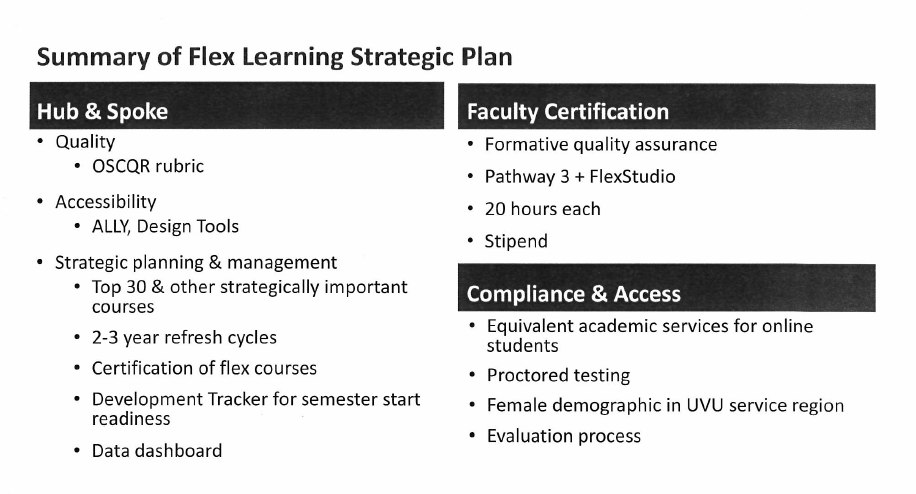 Summary of Flex Learning Strategic Plan
Hub & Spoke
• Quality
• OSCQR rubric
• Accessibility
• ALLY, Design Tools
• Strategic planning & management
• Top 30 & other strategically important
courses
• 2-3 year refresh cycles
• Certification of flex courses
• Development Tracker for semester start
readiness
• Data dashboard
Faculty Certification
• Formative quality assurance
• Pathway 3 + FlexStudio
• 20 hours each
• Stipend
Compliance & Access
• Equivalent academic services for online
students
• Proctored testing
• Female demographic in UVU service region
• Evaluation process